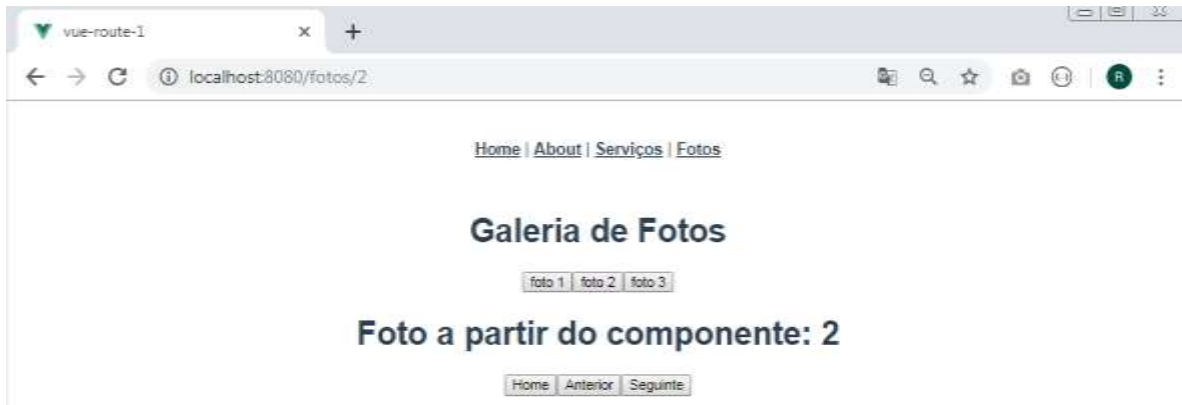 vue-route-1
localhost:8080/fotos/2
R
Home | About | Serviços | Fotos
Galeria de Fotos
foto 1 foto 2 foto 3
Foto a partir do componente: 2
Home Anterior Seguinte